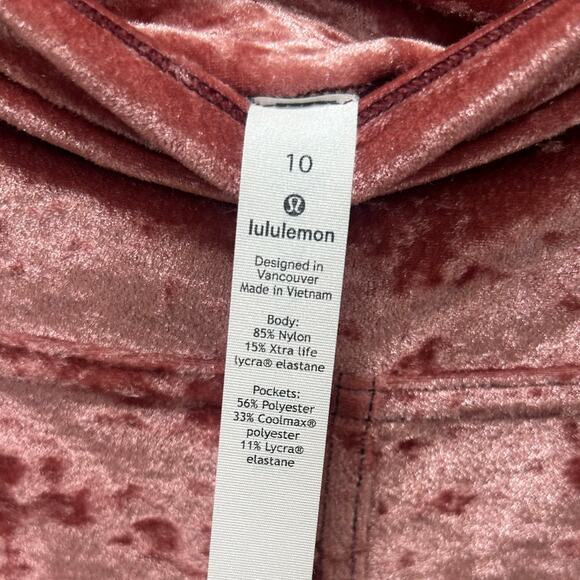 10
lululemon
Designed in
Vancouver
Made in Vietnam
Body:
85% Nylon
15% Xtra life
lycra® elastane
Pockets:
56% Polyester
33% Coolmax®
polyester
11% Lycra®
elastane